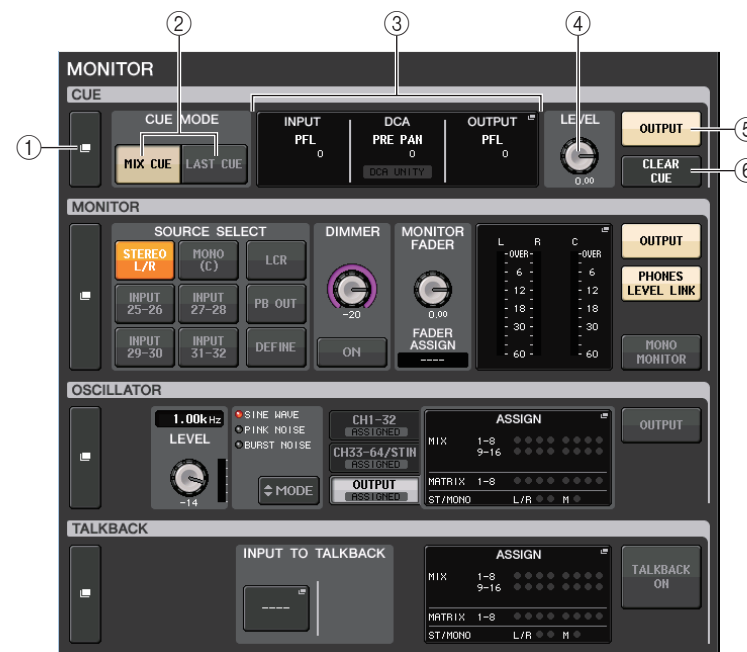 ② ③ ④
MONITOR
CUE
CUE MODE
MIX CUE LAST CUE
INPUT
PFL
0
DCA
PRE PAN
0
DCA UNITY
OUTPUT
PFL
0
LEVEL
0.00
OUTPUT
CLEAR
CUE
①
⑤
⑥
MONITOR
SOURCE SELECT
STEREO
L/R
MONO
(C)
LCR
INPUT
25-26
INPUT
27-28
PB OUT
INPUT
29-30
INPUT
31-32
DEFINE
DIMMER
-20
ON
MONITOR
FADER
0.00
FADER
ASSIGN
----
L R C
-OVER- -OVER-
- 6 - - 6
- 12 - - 12
- 18 - - 18
- 30 - - 30
- 60 - - 60
OUTPUT
PHONES
LEVEL LINK
MONO
MONITOR
OSCILLATOR
1.00kHz
LEVEL
-14
SINE WAVE
PINK NOISE
BURST NOISE
MODE
CH1-32
ASSIGNED
CH33-64/STIN
ASSIGNED
OUTPUT
ASSIGNED
ASSIGN
MIX 1-8
9-16
MATRIX 1-8
ST/MONO L/R M
OUTPUT
TALKBACK
INPUT TO TALKBACK
----
ASSIGN
MIX 1-8
9-16
MATRIX 1-8
ST/MONO L/R M
TALKBACK
ON